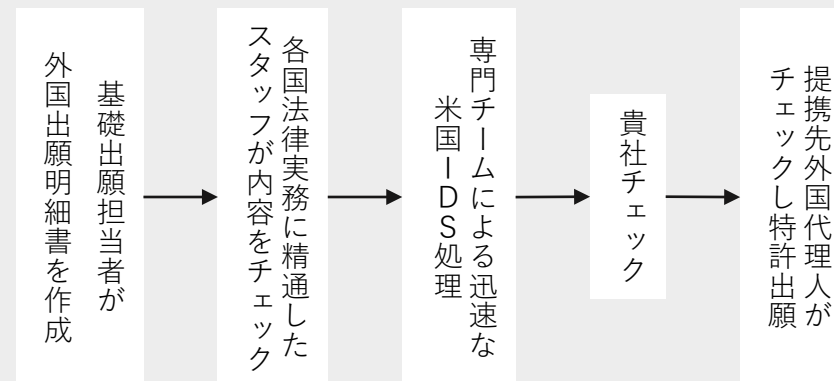 基礎出願担当者が
外国出願明細書を作成
各国法律実務に精通した
スタッフが内容をチェック
専門チームによる迅速な
米国IDS処理
貴社チェック
提携先外国代理人が
チェックし特許出願